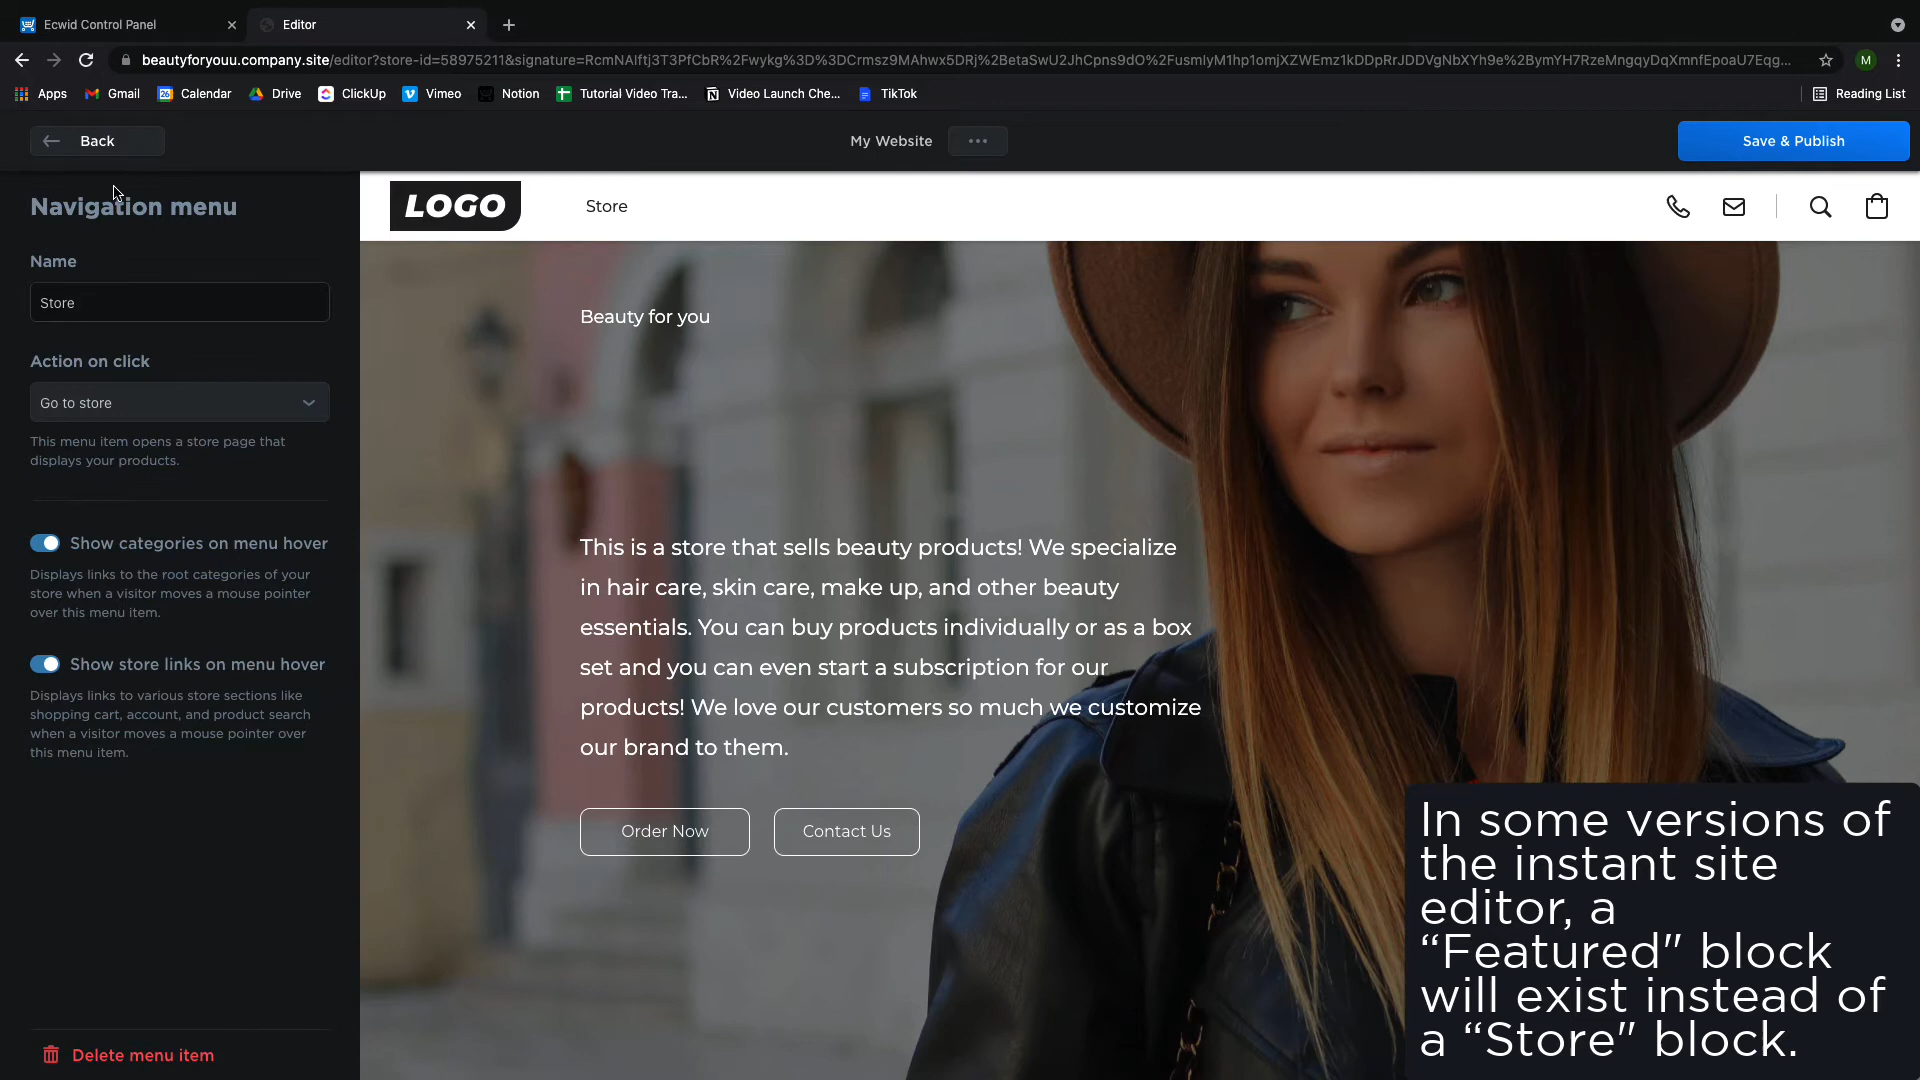 Ecwid Control Panel
Editor
beautyforyouu.company.site/editor?store-id=58975211&signature=RcmNAIftj3T3PfCbR%2Fwykg%3D%3DCrmsz9MAhwx5DRj%2BetaSwU2JhCpns9dO%2FusmIyM1hp1omjXZWEmz1kDDpRrJDDVgNbXYh9e%2BymYH7RzeMngqyDqXmnfEpoaU7Eqg...
M
Apps
Gmail
26
Calendar
Drive
ClickUp
Vimeo
Notion
Tutorial Video Tra...
Video Launch Che...
TikTok
Reading List
Back
My Website
Save & Publish
Navigation menu
Name
Store
Action on click
Go to store
This menu item opens a store page that
displays your products.
Show categories on menu hover
Displays links to the root categories of your
store when a visitor moves a mouse pointer
over this menu item.
Show store links on menu hover
Displays links to various store sections like
shopping cart, account, and product search
when a visitor moves a mouse pointer over
this menu item.
Delete menu item
LOGO
Store
Beauty for you
This is a store that sells beauty products! We specialize
in hair care, skin care, make up, and other beauty
essentials. You can buy products individually or as a box
set and you can even start a subscription for our
products! We love our customers so much we customize
our brand to them.
Order Now
Contact Us
In some versions of
the instant site
editor, a
“Featured" block
will exist instead of
a “Store" block.